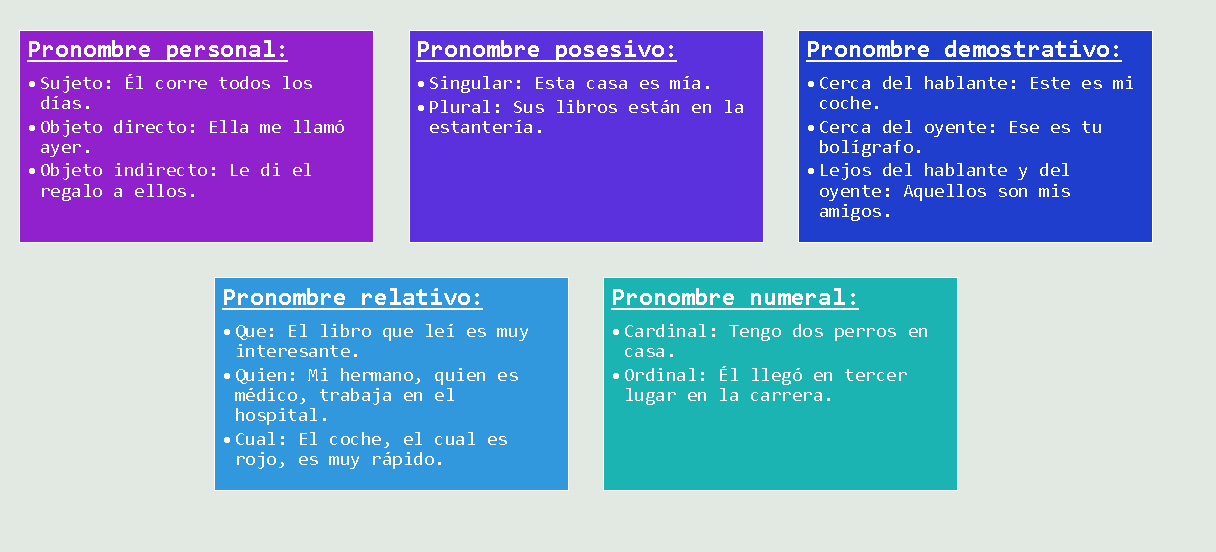 Pronombre personal:
•Sujeto: Él corre todos los
días.
•Objeto directo: Ella me llamó
ayer.
•Objeto indirecto: Le di el
regalo a ellos.
Pronombre posesivo:
•Singular: Esta casa es mía.
•Plural: Sus libros están en la
estantería.
Pronombre demostrativo:
•Cerca del hablante: Este es mi
coche.
•Cerca del oyente: Ese es tu
bolígrafo.
•Lejos del hablante y del
oyente: Aquellos son mis
amigos.
Pronombre relativo:
•Que: El libro que leí es muy
interesante.
•Quien: Mi hermano, quien es
médico, trabaja en el
hospital.
•Cual: El coche, el cual es
rojo, es muy rápido.
Pronombre numeral:
•Cardinal: Tengo dos perros en
casa.
•Ordinal: Él llegó en tercer
lugar en la carrera.